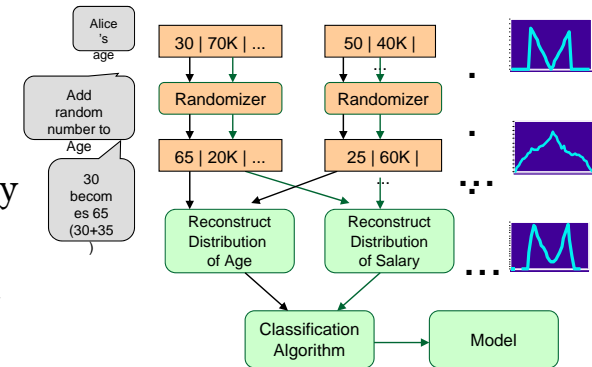 Alice
's
age
30 | 70K | ...
50 | 40K |
...
Add
random
number to
Age
Randomizer
Randomizer
30
becom
es 65
(30+35
)
65 | 20K | ...
25 | 60K |
...
...
y
Reconstruct
Distribution
of Age
Reconstruct
Distribution
of Salary
...
Classification
Algorithm
Model